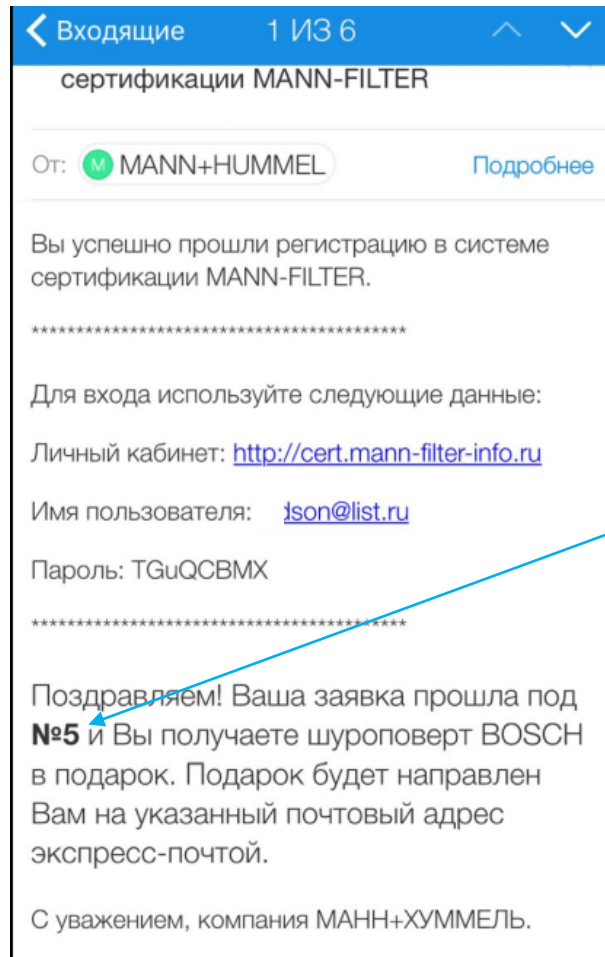 Входящие 1 ИЗ 6
сертификации MANN-FILTER
От: M MANN+HUMMEL Подробнее
Вы успешно прошли регистрацию в системе
сертификации MANN-FILTER.
******************************************
Для входа используйте следующие данные:
Личный кабинет: http://cert.mann-filter-info.ru
Имя пользователя: dson@list.ru
Пароль: TGuQCBMX
******************************************
Поздравляем! Ваша заявка прошла под
№5 и Вы получаете шуроповерт BOSCH
в подарок. Подарок будет направлен
Вам на указанный почтовый адрес
экспресс-почтой.
С уважением, компания МАНН+ХУММЕЛЬ.